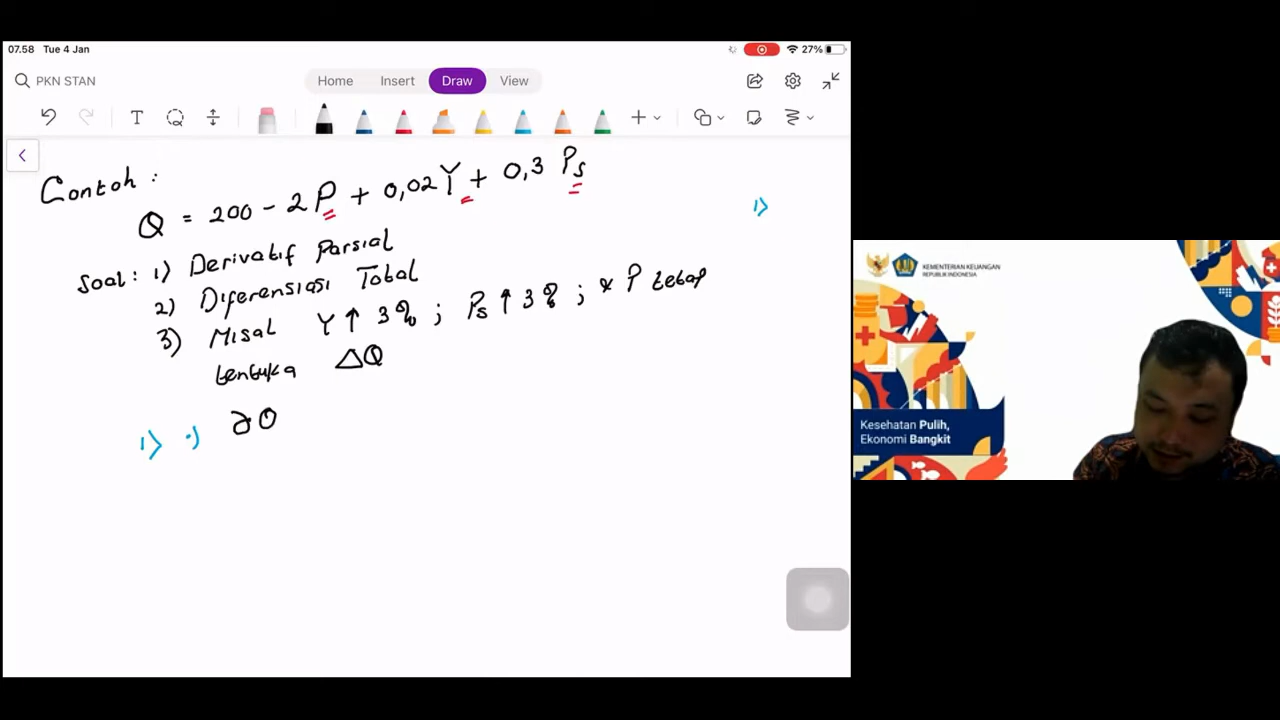 07.58 Tue 4 Jan
27%
PKN STAN
Home Insert Draw View
Contoh :
Q = 200 - 2P + 0,02Y + 0,3 Ps
Soal : 1) Derivatif Parsial
2) Diferensiasi Total
3) Misal Y ↑ 3% ; Ps ↑ 3% ; & P tetap
tentuka ΔQ
1) •) ∂Q
1)
KEMENTERIAN KEUANGAN
REPUBLIK INDONESIA
Kesehatan Pulih,
Ekonomi Bangkit